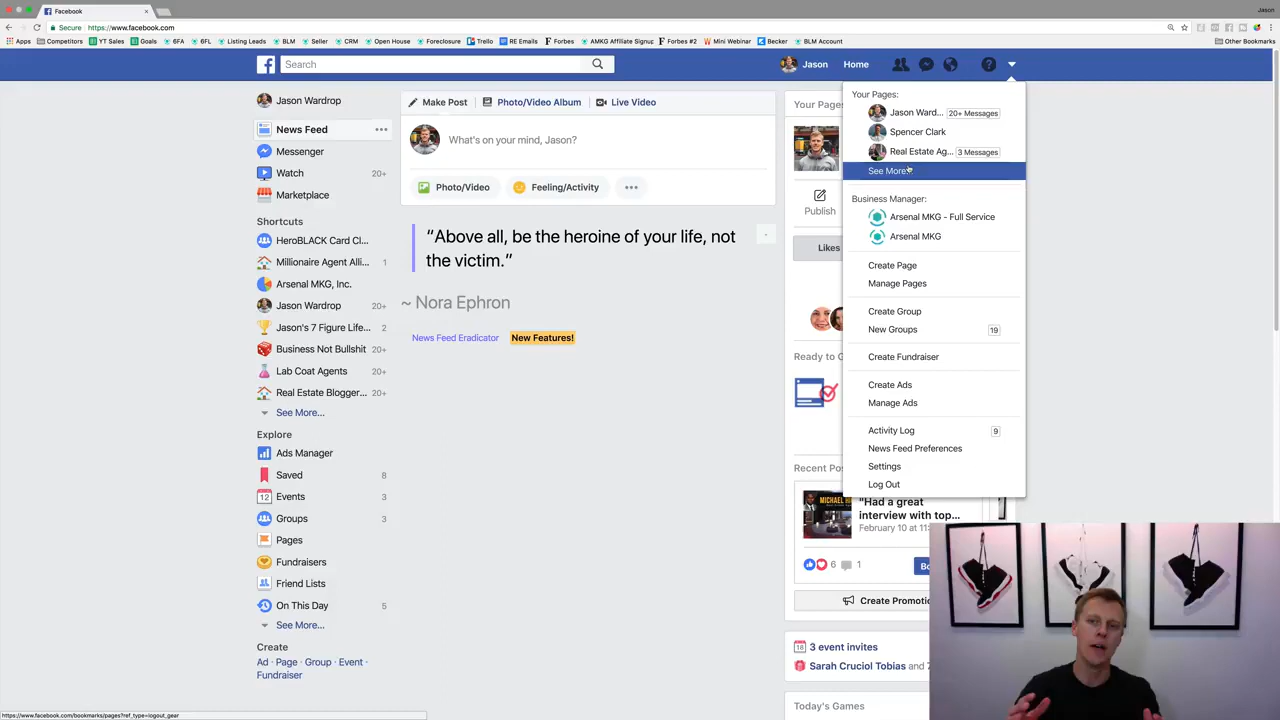 Facebook
Jason
Secure https://www.facebook.com
Apps Competitors YT Sales Goals 6FA 6FL Listing Leads BLM Seller CRM Open House Foreclosure Trello RE Emails Forbes AMKG Affiliate Signup Forbes #2 Mini Webinar Becker BLM Account Other Bookmarks
Search
Jason Home
Jason Wardrop
News Feed
Messenger
Watch 20+
Marketplace
Shortcuts
HeroBLACK Card Cl...
Millionaire Agent Alli... 1
Arsenal MKG, Inc.
Jason Wardrop 20+
Jason's 7 Figure Life... 2
Business Not Bullshit 20+
Lab Coat Agents 20+
Real Estate Blogger... 20+
See More...
Explore
Ads Manager
Saved 8
12 Events 3
Groups 3
Pages
Fundraisers
Friend Lists
On This Day 5
See More...
Create
Ad · Page · Group · Event ·
Fundraiser
Make Post Photo/Video Album Live Video
What's on your mind, Jason?
Photo/Video Feeling/Activity
“Above all, be the heroine of your life, not
the victim.”
~ Nora Ephron
News Feed Eradicator New Features!
Your Pages
Publish
Likes
Ready to
Recent Po
MICHAEL
"Had a great
interview with top...
February 10 at 11:
6 1
Bo
Create Promoti
18 3 event invites
Sarah Cruciol Tobias and 7
Today's Games
Your Pages:
Jason Ward... 20+ Messages
Spencer Clark
Real Estate Ag... 3 Messages
See More...
Business Manager:
Arsenal MKG - Full Service
Arsenal MKG
Create Page
Manage Pages
Create Group
New Groups 19
Create Fundraiser
Create Ads
Manage Ads
Activity Log 9
News Feed Preferences
Settings
Log Out
https://www.facebook.com/bookmarks/pages?ref_type=logout_gear